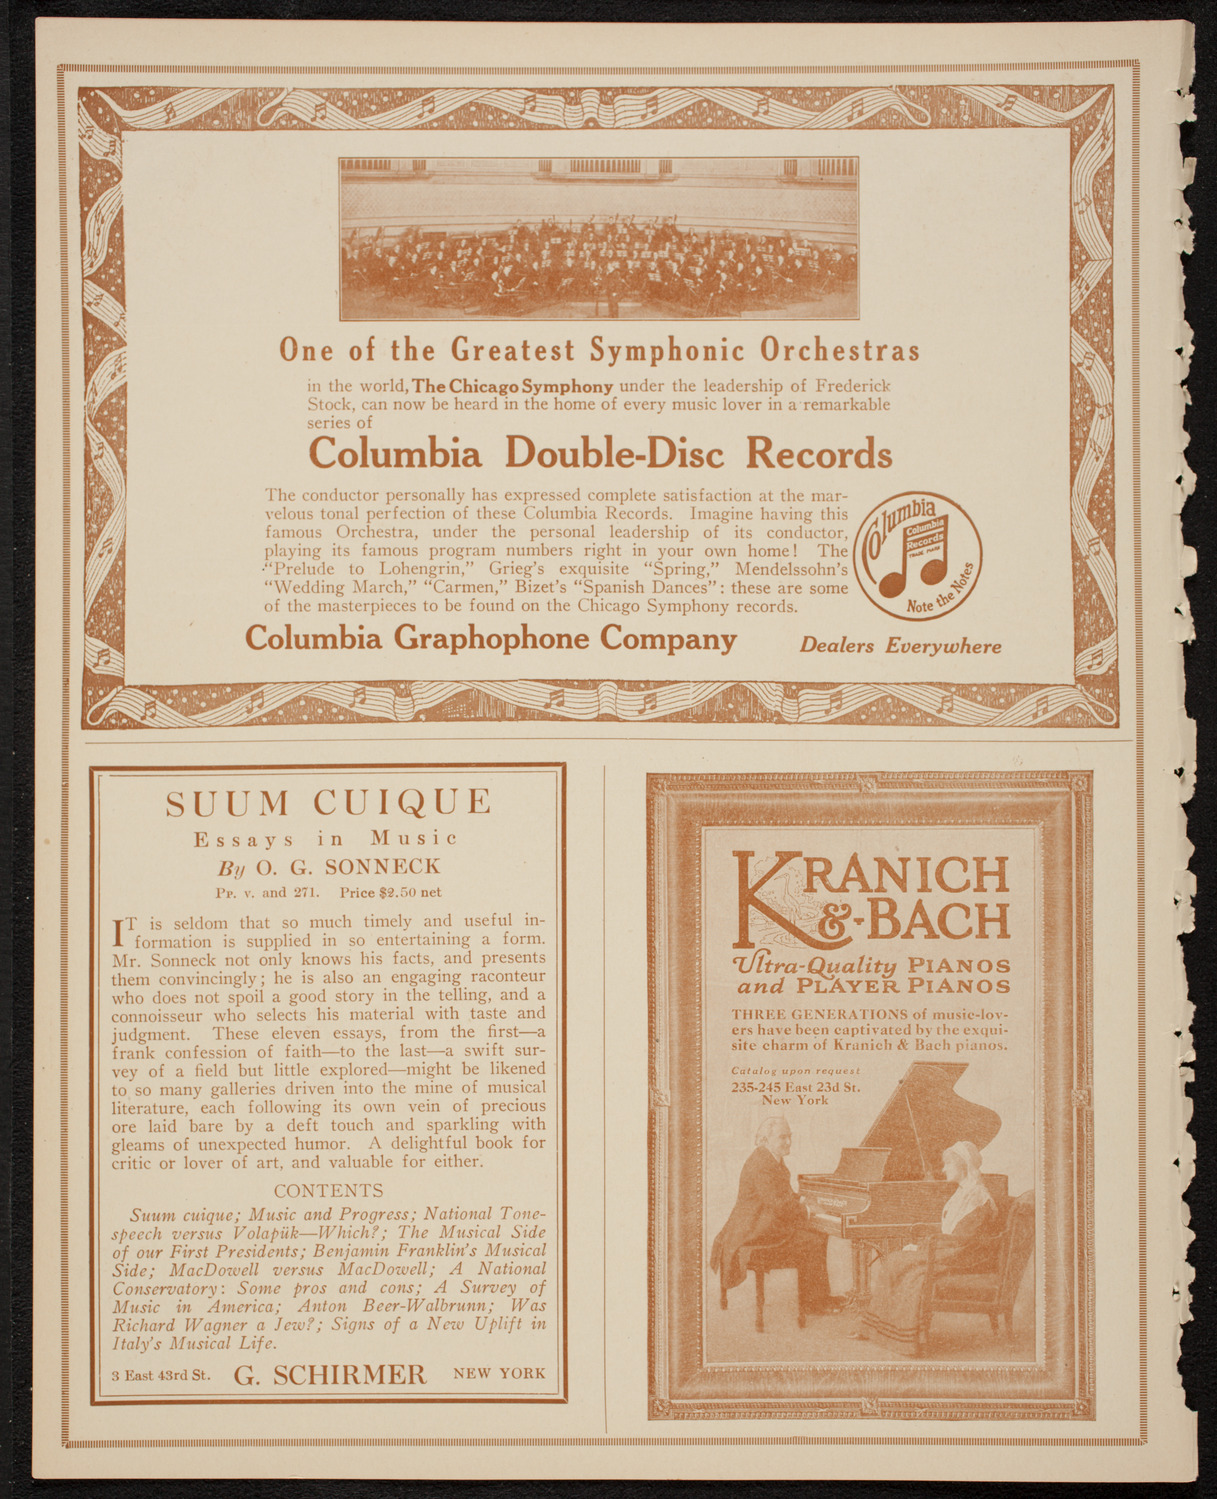 One of the Greatest Symphonic Orchestras
in the world, The Chicago Symphony under the leadership of Frederick
Stock, can now be heard in the home of every music lover in a remarkable
series of
Columbia Double-Disc Records
The conductor personally has expressed complete satisfaction at the mar-
velous tonal perfection of these Columbia Records. Imagine having this
famous Orchestra, under the personal leadership of its conductor,
playing its famous program numbers right in your own home! The
"Prelude to Lohengrin," Grieg's exquisite "Spring," Mendelssohn's
"Wedding March," "Carmen," Bizet's "Spanish Dances": these are some
of the masterpieces to be found on the Chicago Symphony records.
Columbia
Columbia
Records
TRADE MARK
Note the Notes
Columbia Graphophone Company Dealers Everywhere
SUUM CUIQUE
Essays in Music
By O. G. SONNECK
Pp. v. and 271. Price $2.50 net
IT is seldom that so much timely and useful in-
formation is supplied in so entertaining a form.
Mr. Sonneck not only knows his facts, and presents
them convincingly; he is also an engaging raconteur
who does not spoil a good story in the telling, and a
connoisseur who selects his material with taste and
judgment. These eleven essays, from the first—a
frank confession of faith—to the last—a swift sur-
vey of a field but little explored—might be likened
to so many galleries driven into the mine of musical
literature, each following its own vein of precious
ore laid bare by a deft touch and sparkling with
gleams of unexpected humor. A delightful book for
critic or lover of art, and valuable for either.
CONTENTS
Suum cuique; Music and Progress; National Tone-
speech versus Volapük—Which?; The Musical Side
of our First Presidents; Benjamin Franklin's Musical
Side; MacDowell versus MacDowell; A National
Conservatory: Some pros and cons; A Survey of
Music in America; Anton Beer-Walbrunn; Was
Richard Wagner a Jew?; Signs of a New Uplift in
Italy's Musical Life.
3 East 43rd St. G. SCHIRMER NEW YORK
KRANICH
&-BACH
Ultra-Quality PIANOS
and PLAYER PIANOS
THREE GENERATIONS of music-lov-
ers have been captivated by the exqui-
site charm of Kranich & Bach pianos.
Catalog upon request
235-245 East 23d St.
New York